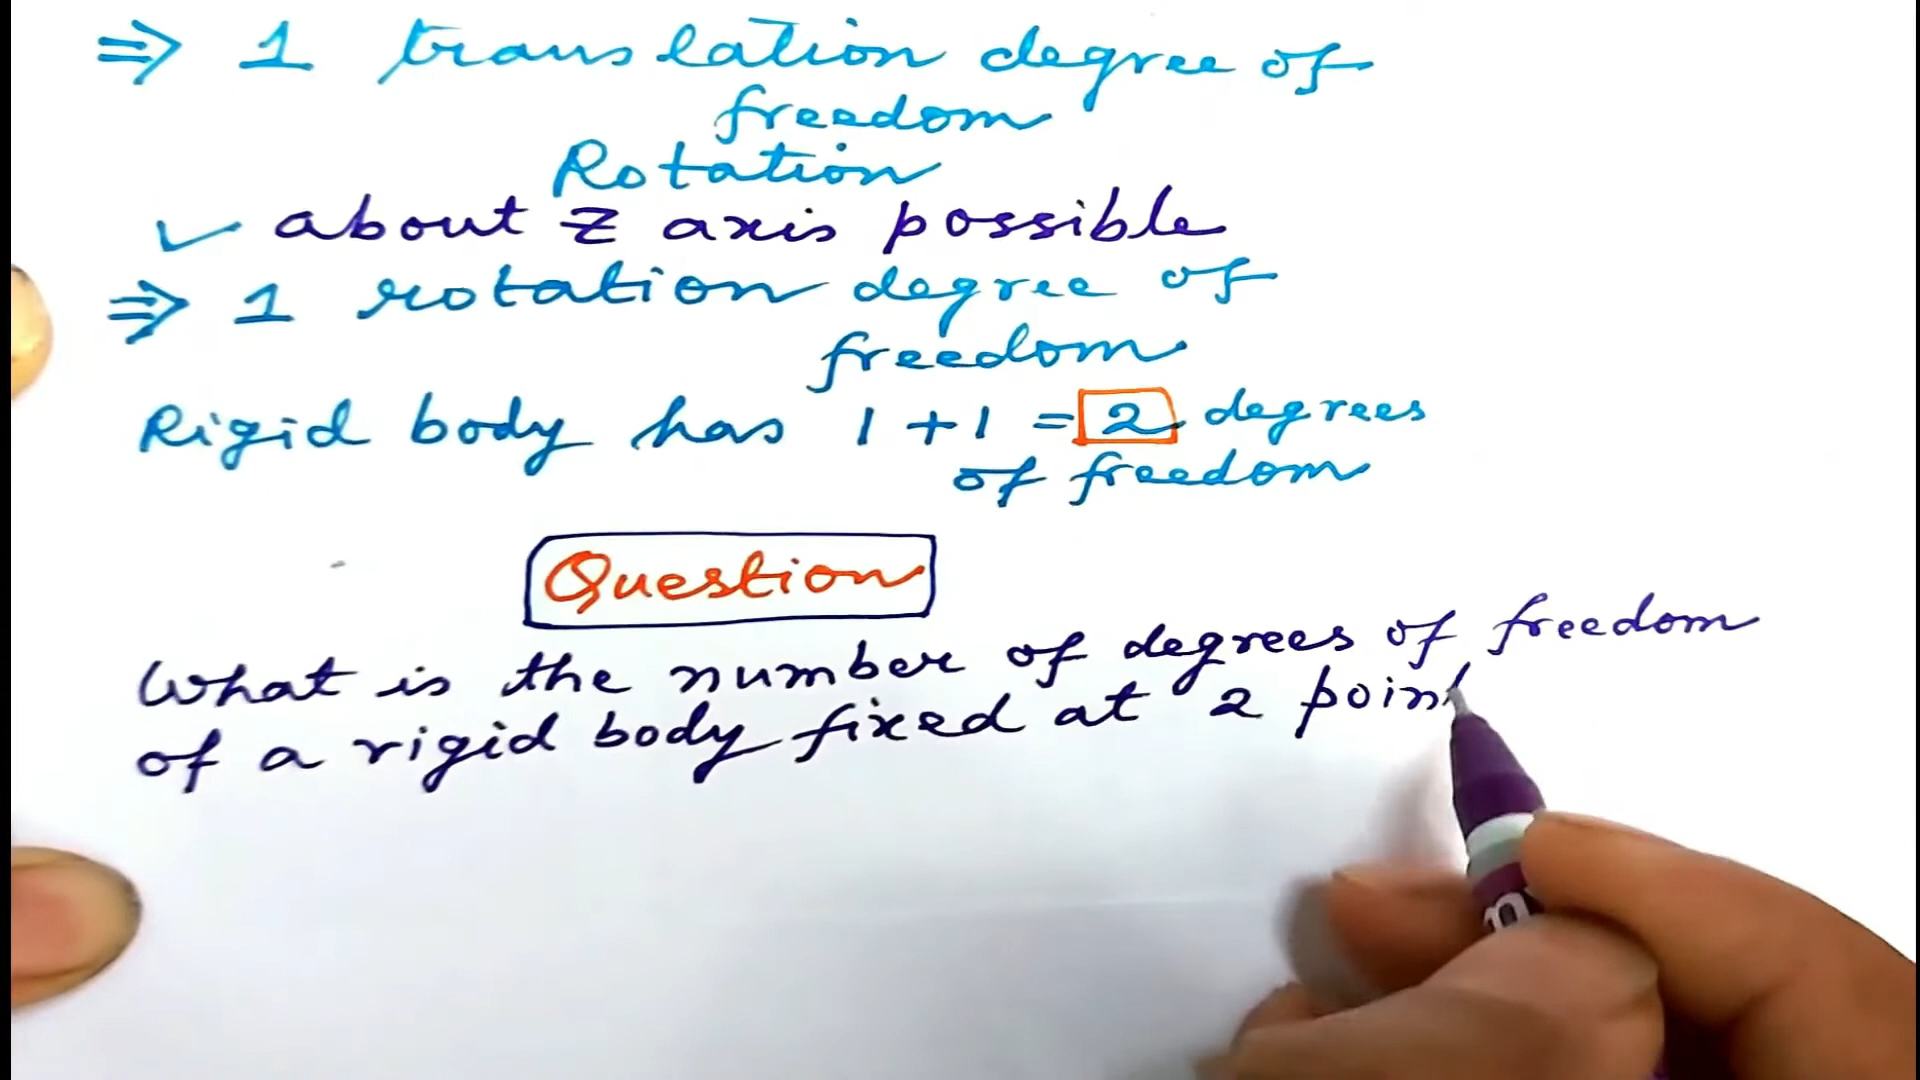 ⇒ 1 translation degree of
freedom
Rotation
✓ about Z axis possible
⇒ 1 rotation degree of
freedom
Rigid body has 1 + 1 = 2 degrees
of freedom
Question
What is the number of degrees of freedom
of a rigid body fixed at 2 point
n